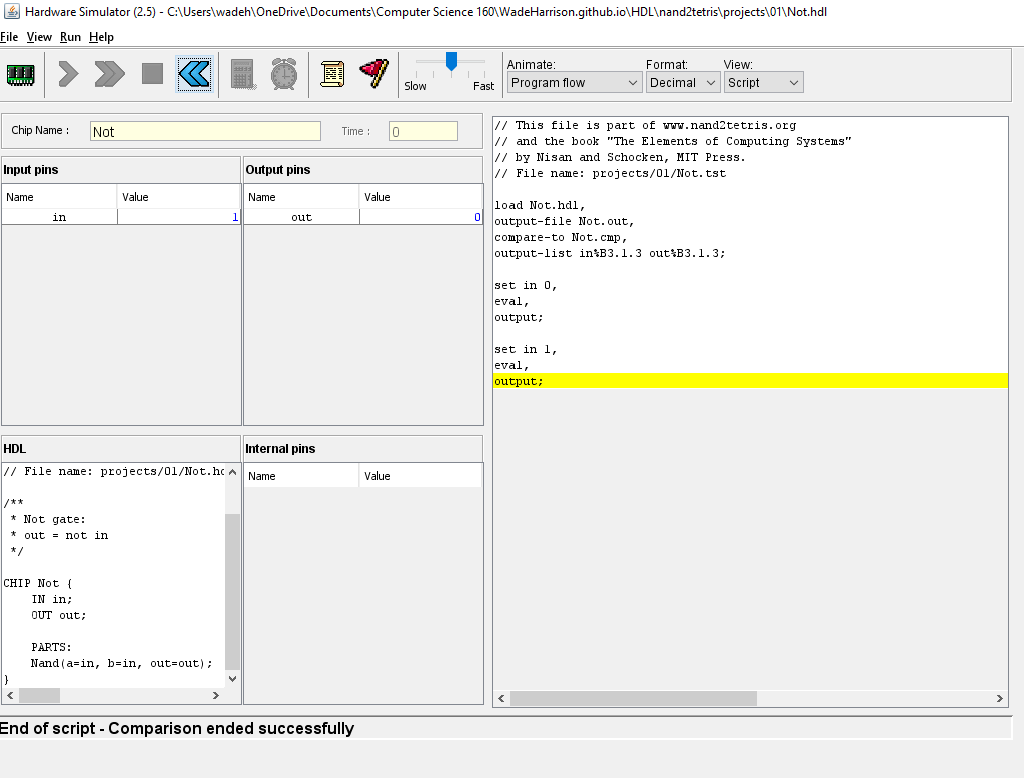 Hardware Simulator (2.5) - C:\Users\wadeh\OneDrive\Documents\Computer Science 160\WadeHarrison.github.io\HDL\nand2tetris\projects\01\Not.hdl
File View Run Help
Slow Fast
Animate: Format: View:
Program flow Decimal Script
Chip Name : Not Time : 0
Input pins
Name Value
in 1
Output pins
Name Value
out 0
HDL
// File name: projects/01/Not.hd
/**
* Not gate:
* out = not in
*/
CHIP Not {
IN in;
OUT out;
PARTS:
Nand(a=in, b=in, out=out);
}
Internal pins
Name Value
// This file is part of www.nand2tetris.org
// and the book "The Elements of Computing Systems"
// by Nisan and Schocken, MIT Press.
// File name: projects/01/Not.tst
load Not.hdl,
output-file Not.out,
compare-to Not.cmp,
output-list in%B3.1.3 out%B3.1.3;
set in 0,
eval,
output;
set in 1,
eval,
output;
End of script - Comparison ended successfully